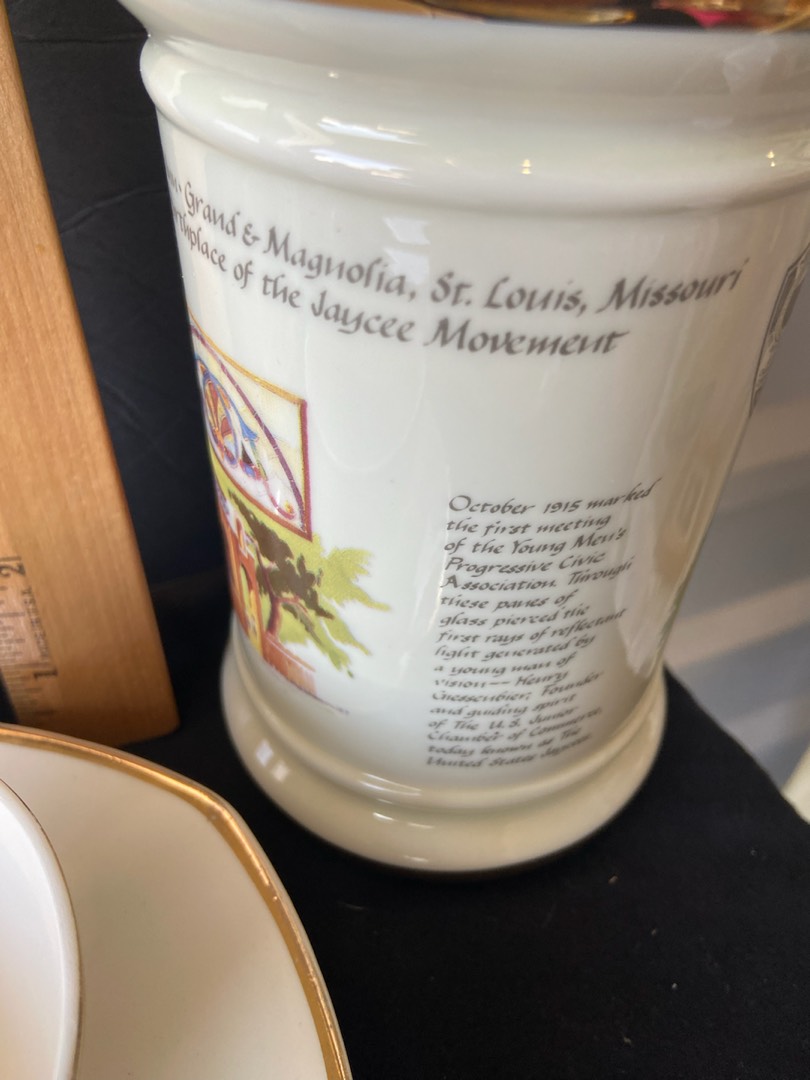 Grand & Magnolia, St. Louis, Missouri
of the Jaycee Movement
October 1915 marked
the first meeting
of the Young Men's
Progressive Civic
Association. Through
these panes of
glass pierced the
first rays of reflectant
light generated by
a young man of
vision-- Henry
Giessenbier; Founder
and guiding spirit
of The U.S. Junior
Chamber of Commerce,
today known as The
United States Jaycees.
2
1